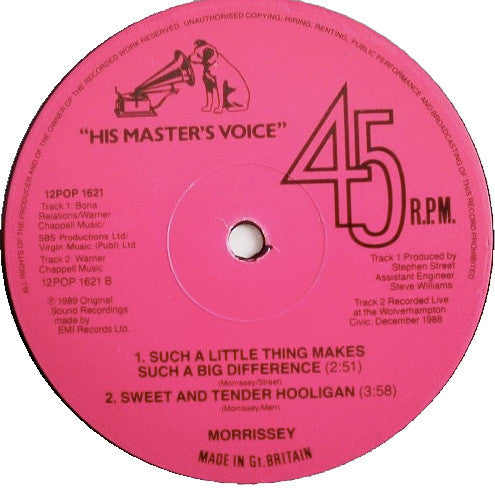 ALL RIGHTS OF THE PRODUCER AND OF THE OWNER OF THE RECORDED WORK RESERVED. UNAUTHORISED COPYING, HIRING, RENTING, PUBLIC PERFORMANCE AND BROADCASTING OF THIS RECORD PROHIBITED.
"HIS MASTER'S VOICE"
45
R.P.M.
12POP 1621
Track 1: Bona
Relations/Warner
Chappell Music/
SBS Productions Ltd/
Virgin Music (Publ) Ltd
Track 2: Warner
Chappell Music
12POP 1621 B
℗ 1989 Original
Sound Recordings
made by
EMI Records Ltd.
Track 1 Produced by
Stephen Street
Assistant Engineer
Steve Williams
Track 2 Recorded Live
at the Wolverhampton
Civic, December 1988
1. SUCH A LITTLE THING MAKES
SUCH A BIG DIFFERENCE (2:51)
(Morrissey/Street)
2. SWEET AND TENDER HOOLIGAN (3:58)
(Morrissey/Marr)
MORRISSEY
MADE IN Gt. BRITAIN